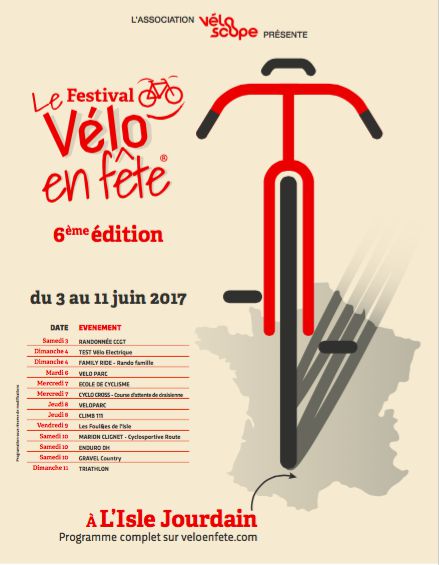 L'ASSOCIATION vélo scope PRÉSENTE
Le Festival
Vélo
en fête®
6ème édition
du 3 au 11 juin 2017
DATE EVENEMENT
Samedi 3 RANDONNÉE CCGT
Dimanche 4 TEST Vélo Electrique
Dimanche 4 FAMILY RIDE - Rando famille
Mardi 6 VELO PARC
Mercredi 7 ECOLE DE CYCLISME
Mercredi 7 CYCLO CROSS - Course d'attente de draisienne
Jeudi 8 VELOPARC
Jeudi 8 CLIMB 111
Vendredi 9 Les Foul@es de l'Isle
Samedi 10 MARION CLIGNET - Cyclosportive Route
Samedi 10 ENDURO DH
Samedi 10 GRAVEL Country
Dimanche 11 TRIATHLON
À L'Isle Jourdain
Programme complet sur veloenfete.com